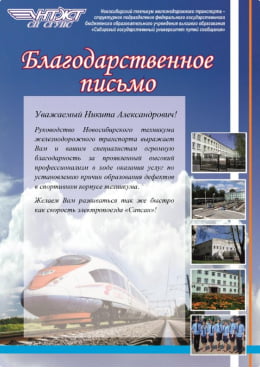 НТЖТ
СГУПС
Новосибирский техникум железнодорожного транспорта –
структурное подразделение федерального государственного
бюджетного образовательного учреждения высшего образования
«Сибирский государственный университет путей сообщения»
Благодарственное
письмо
Уважаемый Никита Александрович!
Руководство Новосибирского техникума
железнодорожного транспорта выражает
Вам и вашим специалистам огромную
благодарность за проявленный высокий
профессионализм в ходе оказания услуг по
установлению причин образования дефектов
в спортивном корпусе техникума.
Желаем Вам развиваться так же быстро
как скорость электропоезда «Сапсан»!